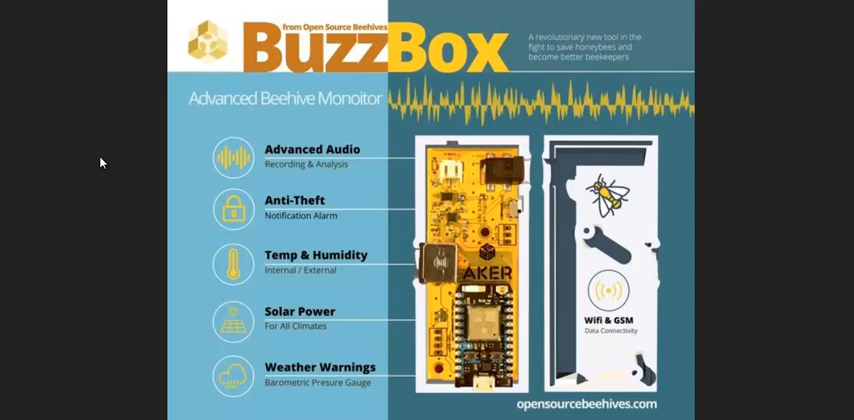 from Open Source Beehives
BuzzBox
A revolutionary new tool in the
fight to save honeybees and
become better beekeepers
Advanced Beehive Monoitor
Advanced Audio
Recording & Analysis
Anti-Theft
Notification Alarm
Temp & Humidity
Internal / External
Solar Power
For All Climates
Weather Warnings
Barometric Presure Gauge
AKER
Wifi & GSM
Data Connectivity
opensourcebeehives.com